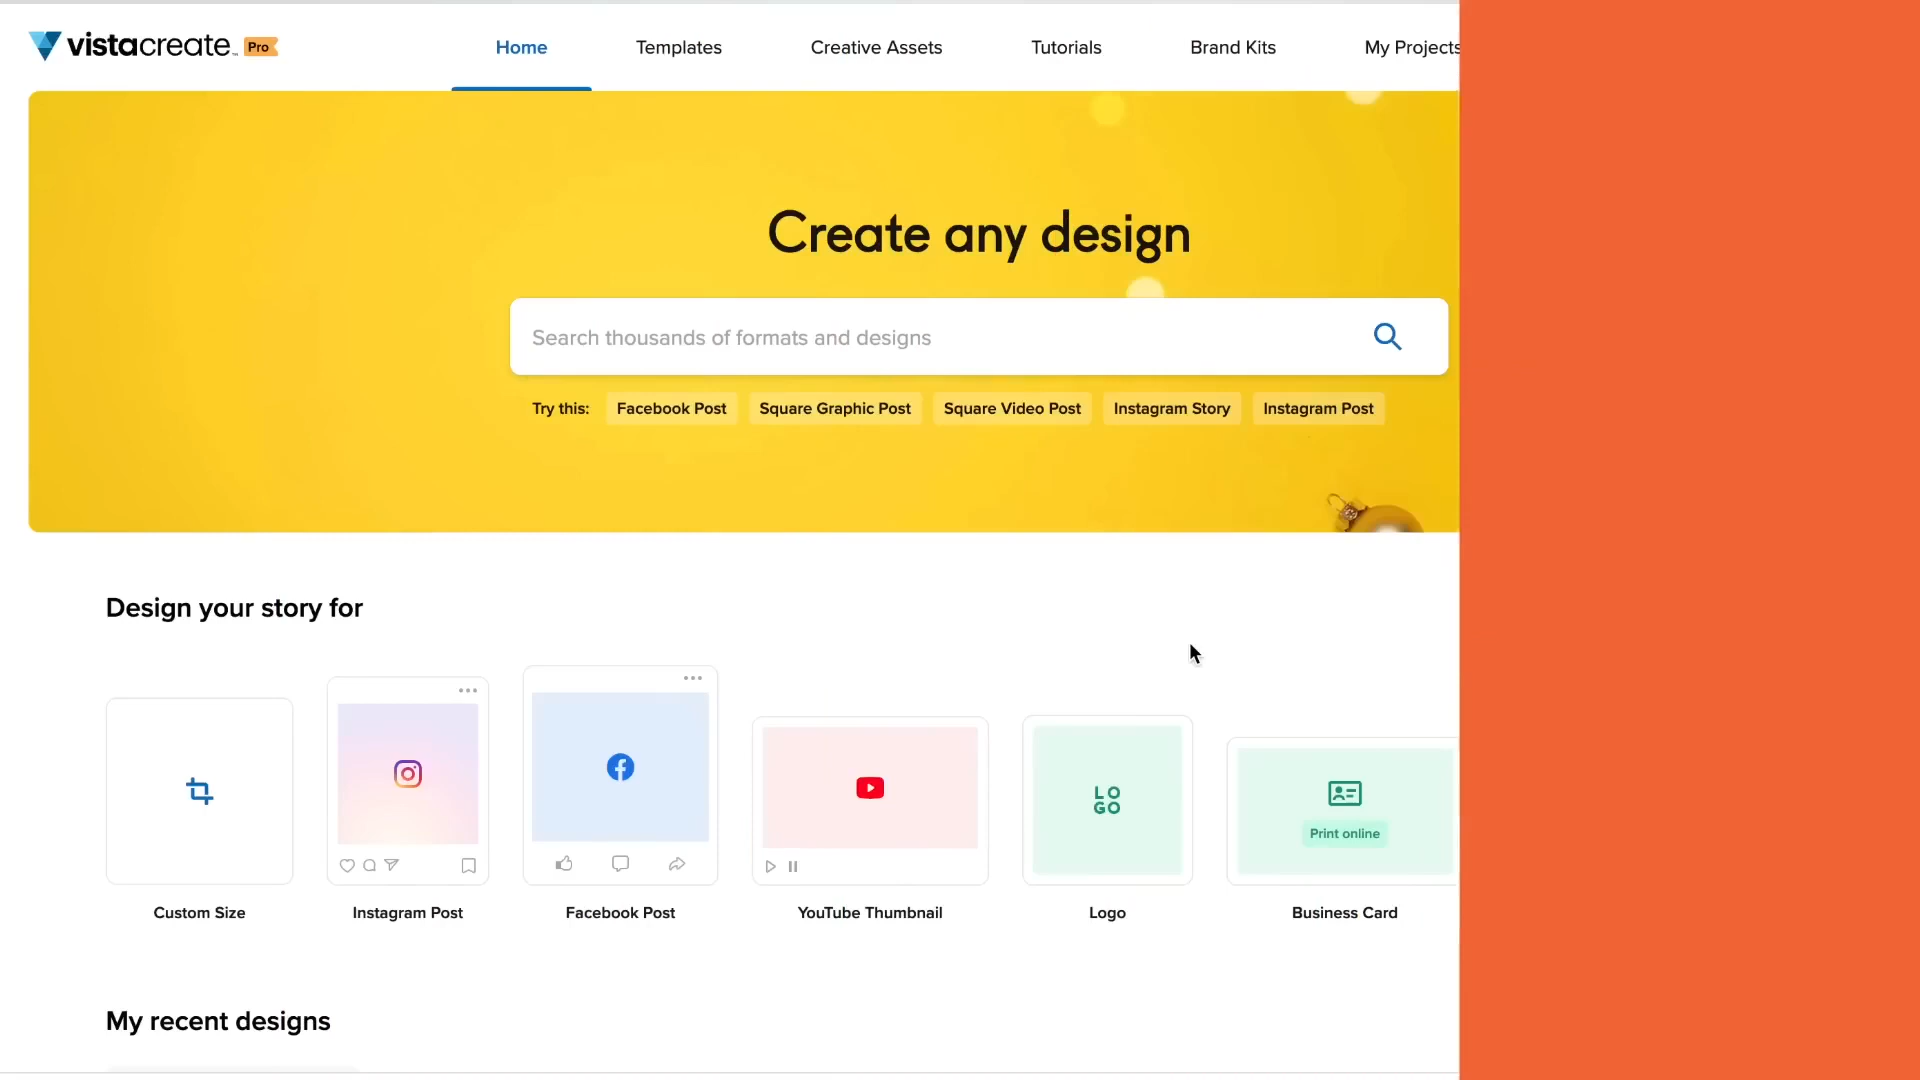 vistacreate Pro
Home Templates Creative Assets Tutorials Brand Kits My Projects
Create any design
Search thousands of formats and designs
Try this: Facebook Post Square Graphic Post Square Video Post Instagram Story Instagram Post
Design your story for
LO
GO
Print online
Custom Size Instagram Post Facebook Post YouTube Thumbnail Logo Business Card
My recent designs